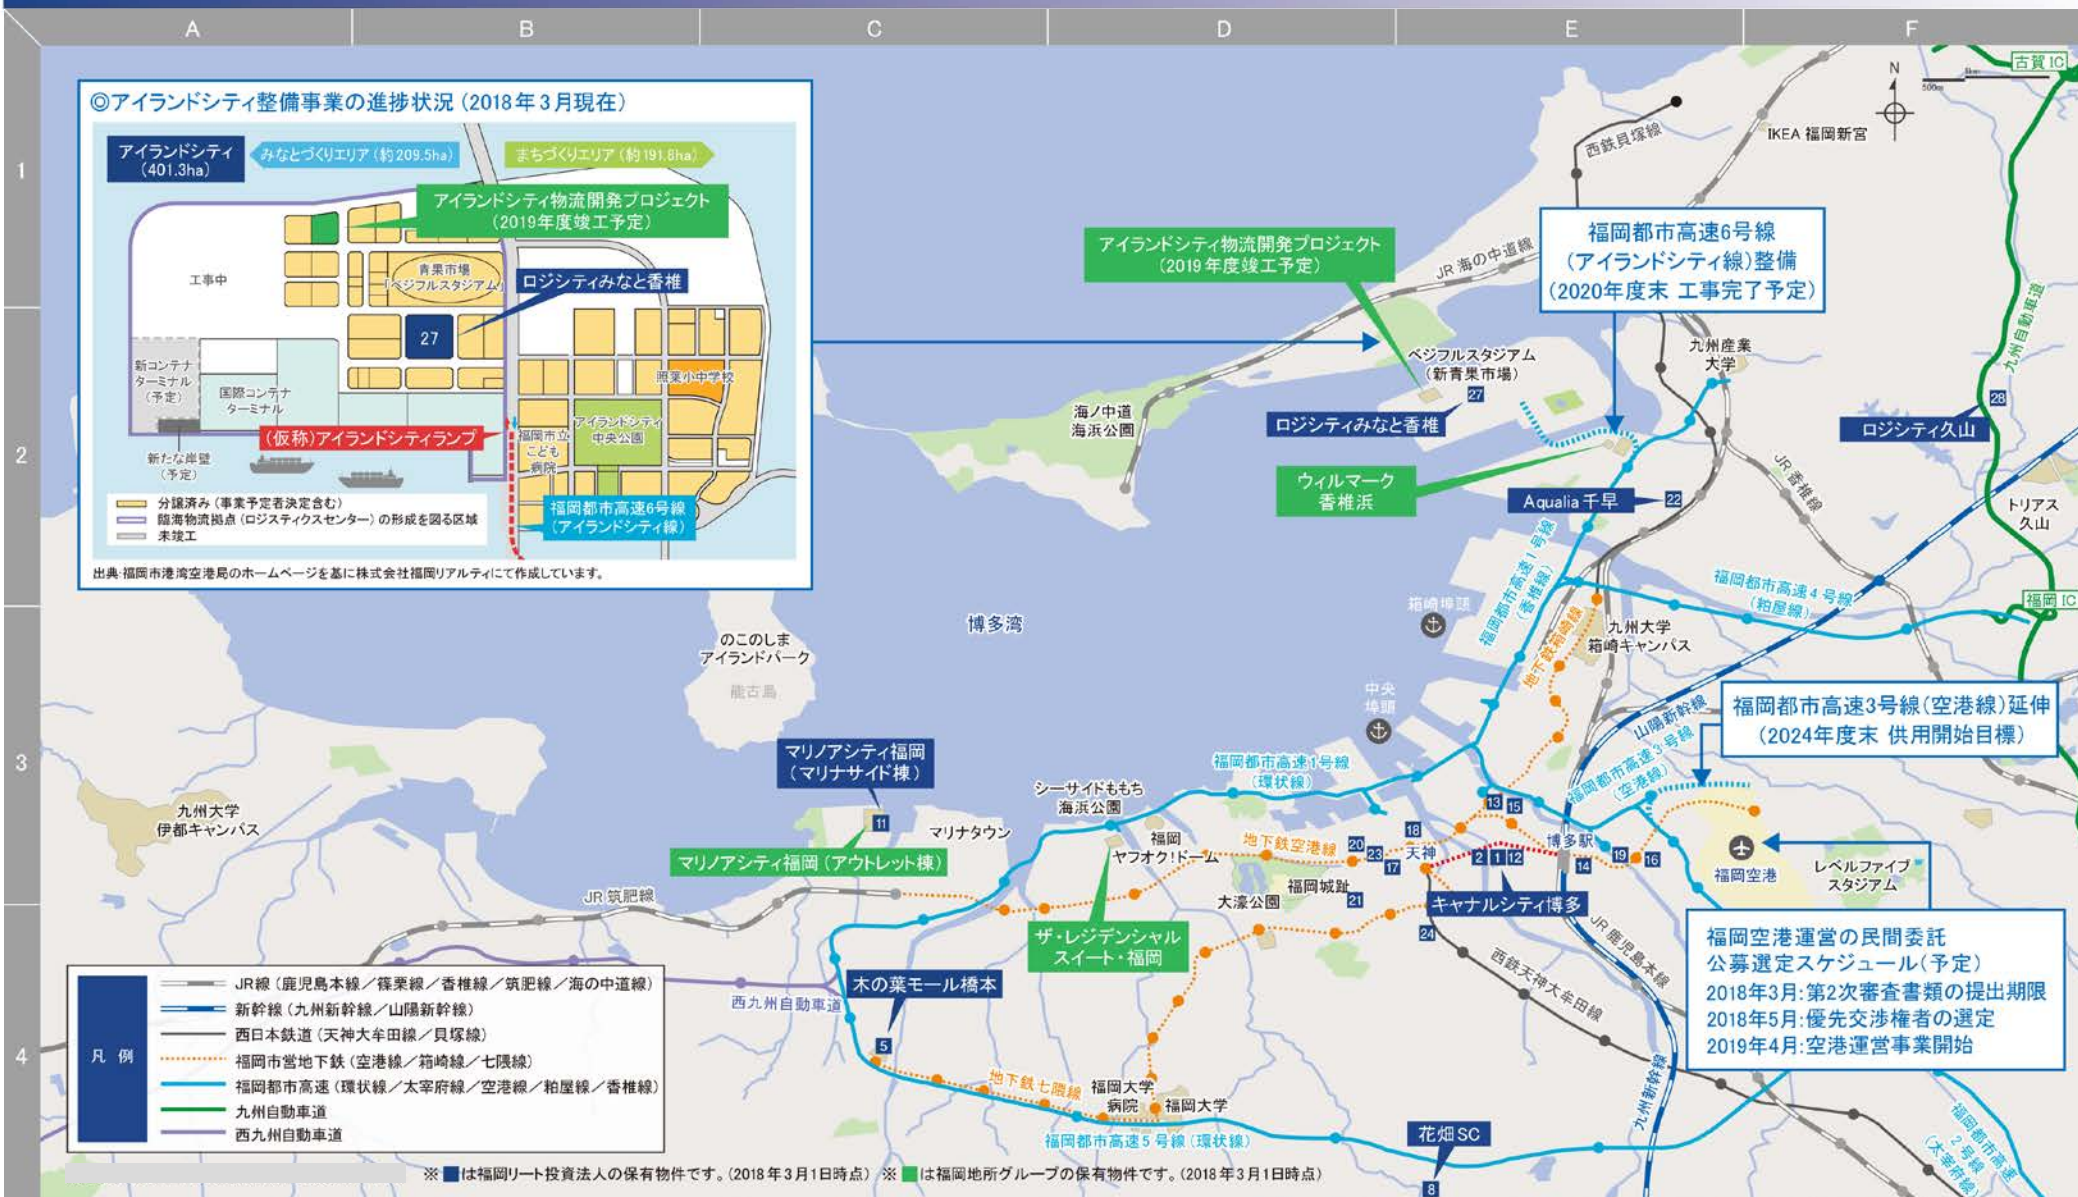 A
B
C
D
E
F
1
2
3
4
◎アイランドシティ整備事業の進捗状況(2018年3月現在)
アイランドシティ
(401.3ha)
みなとづくりエリア(約209.5ha)
まちづくりエリア(約191.8ha)
アイランドシティ物流開発プロジェクト
(2019年度竣工予定)
工事中
青果市場
「ベジフルスタジアム」
ロジシティみなと香椎
27
新コンテナ
ターミナル
(予定)
国際コンテナ
ターミナル
照葉小中学校
(仮称)アイランドシティランプ
福岡市立
こども
病院
アイランドシティ
中央公園
新たな岸壁
(予定)
福岡都市高速6号線
(アイランドシティ線)
分譲済み(事業予定者決定含む)
臨海物流拠点(ロジスティクスセンター)の形成を図る区域
未竣工
出典:福岡市港湾空港局のホームページを基に株式会社福岡リアルティにて作成しています。
古賀IC
N
500m
1km
西鉄貝塚線
IKEA 福岡新宮
アイランドシティ物流開発プロジェクト
(2019年度竣工予定)
JR海の中道線
福岡都市高速6号線
(アイランドシティ線)整備
(2020年度末 工事完了予定)
九州自動車道
九州産業
大学
ベジフルスタジアム
(新青果市場)
27
28
海ノ中道
海浜公園
ロジシティみなと香椎
ロジシティ久山
JR香椎線
ウィルマーク
香椎浜
Aqualia千早
22
トリアス
久山
福岡都市高速1号線
(香椎線)
福岡都市高速4号線
(粕屋線)
福岡IC
箱崎埠頭
博多湾
のこのしま
アイランドパーク
能古島
地下鉄箱崎線
九州大学
箱崎キャンパス
中央
埠頭
山陽新幹線
福岡都市高速3号線(空港線)延伸
(2024年度末 供用開始目標)
マリノアシティ福岡
(マリナサイド棟)
福岡都市高速1号線
(環状線)
福岡都市高速3号線
(空港線)
シーサイドももち
海浜公園
九州大学
伊都キャンパス
11
マリナタウン
13
15
福岡
ヤフオク!ドーム
地下鉄空港線
20
18
23
天神
17
2
1
12
博多駅
14
19
16
福岡空港
レベルファイブ
スタジアム
マリノアシティ福岡(アウトレット棟)
福岡城趾
21
大濠公園
キャナルシティ博多
JR筑肥線
24
ザ・レジデンシャル
スイート・福岡
JR鹿児島本線
西鉄天神大牟田線
福岡空港運営の民間委託
公募選定スケジュール(予定)
2018年3月:第2次審査書類の提出期限
2018年5月:優先交渉権者の選定
2019年4月:空港運営事業開始
西九州自動車道
木の葉モール橋本
5
地下鉄七隈線
福岡大学
病院
福岡大学
九州新幹線
福岡都市高速5号線(環状線)
花畑SC
8
福岡都市高速
2号線
(太宰府線)
凡 例
JR線(鹿児島本線/篠栗線/香椎線/筑肥線/海の中道線)
新幹線(九州新幹線/山陽新幹線)
西日本鉄道(天神大牟田線/貝塚線)
福岡市営地下鉄(空港線/箱崎線/七隈線)
福岡都市高速(環状線/太宰府線/空港線/粕屋線/香椎線)
九州自動車道
西九州自動車道
※■は福岡リート投資法人の保有物件です。(2018年3月1日時点) ※■は福岡地所グループの保有物件です。(2018年3月1日時点)